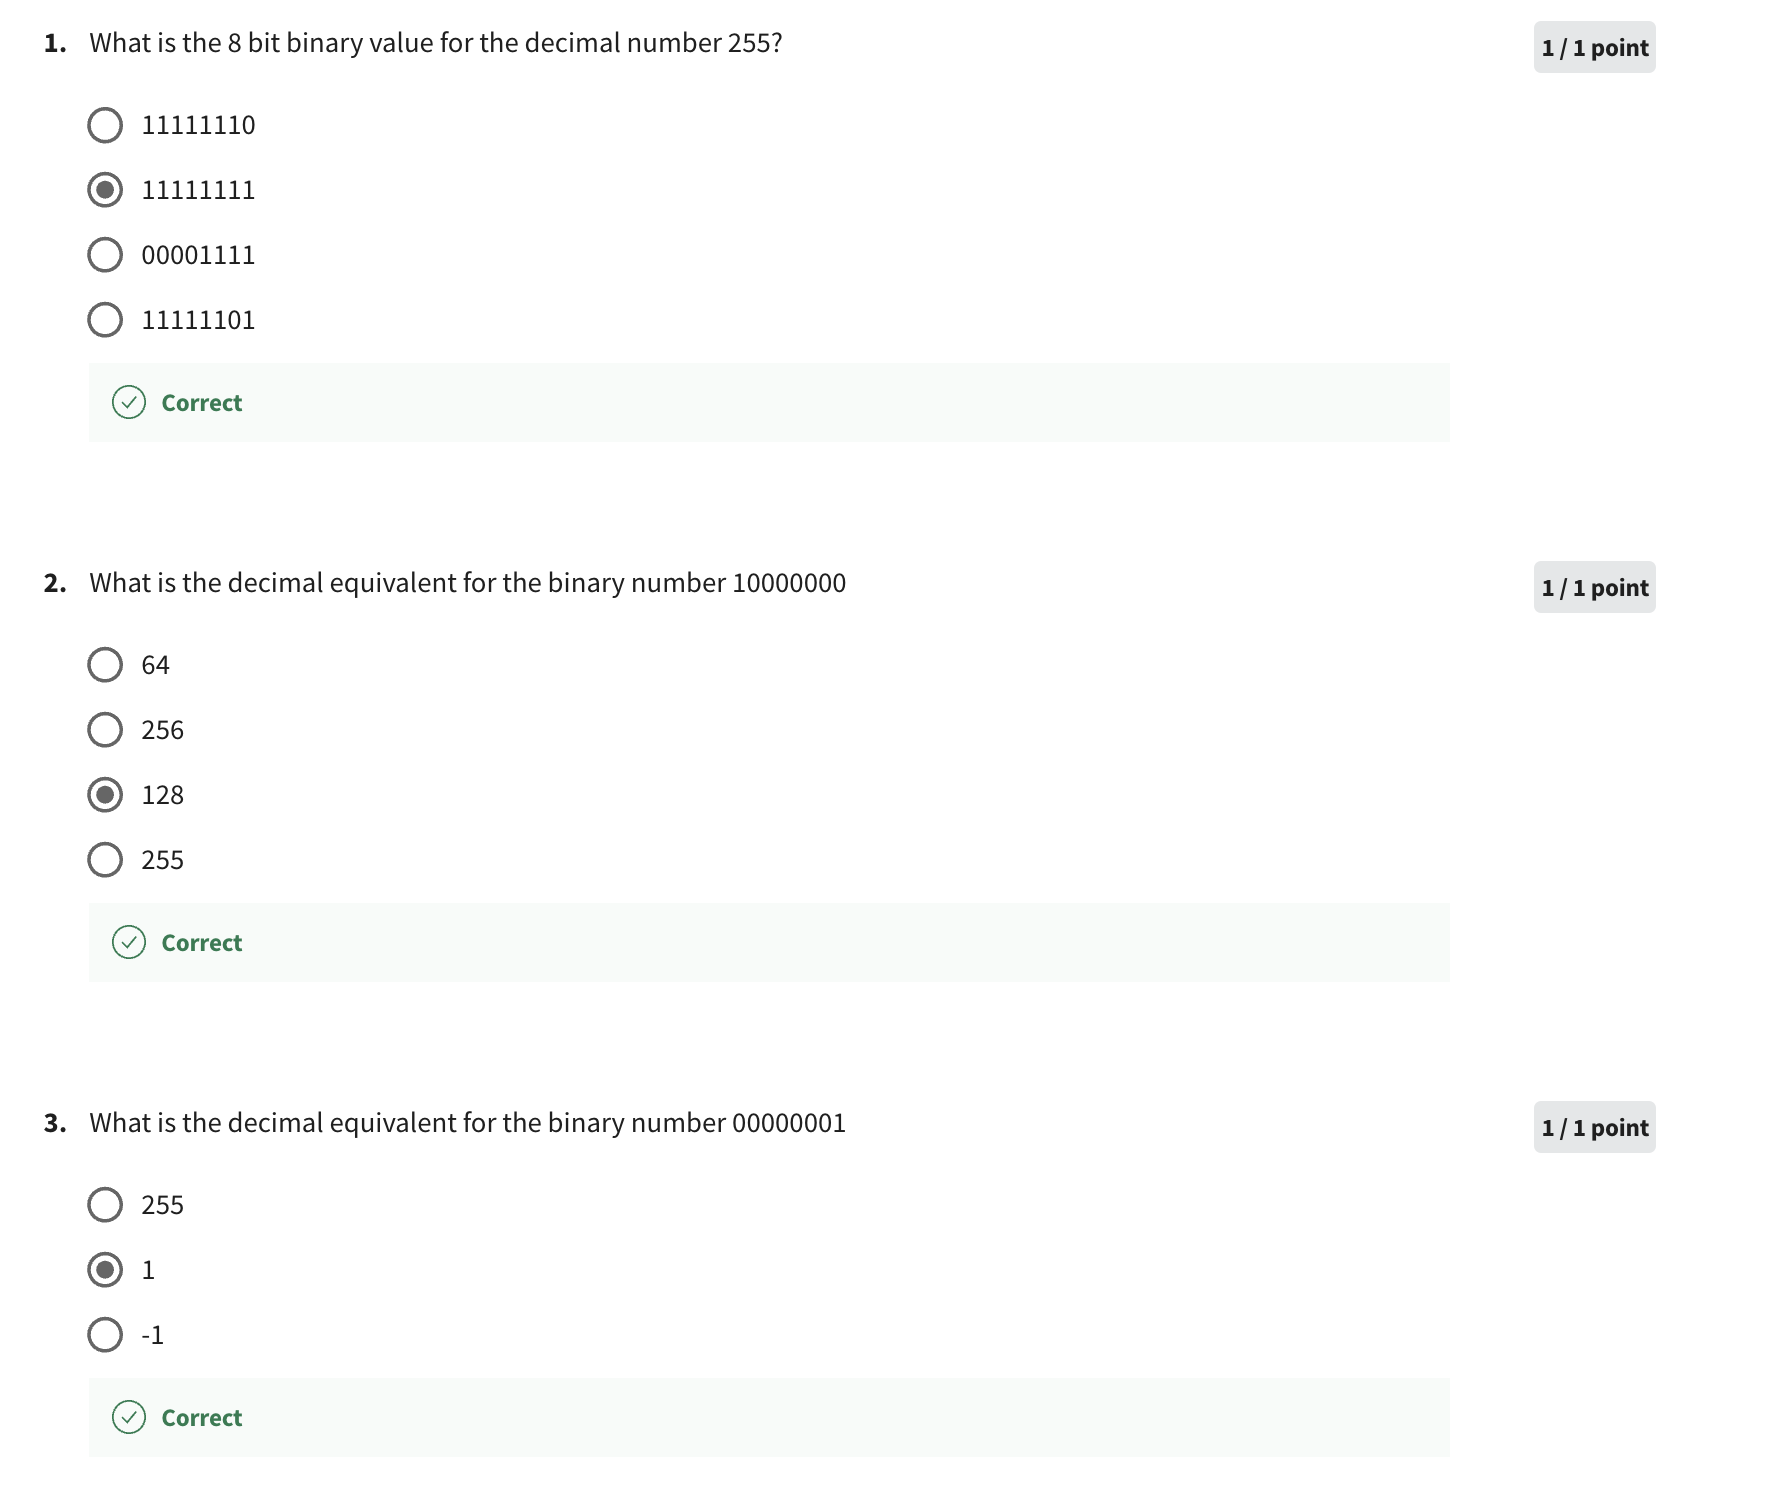 1. What is the 8 bit binary value for the decimal number 255?
1 / 1 point
11111110
11111111
00001111
11111101
Correct
2. What is the decimal equivalent for the binary number 10000000
1 / 1 point
64
256
128
255
Correct
3. What is the decimal equivalent for the binary number 00000001
1 / 1 point
255
1
-1
Correct